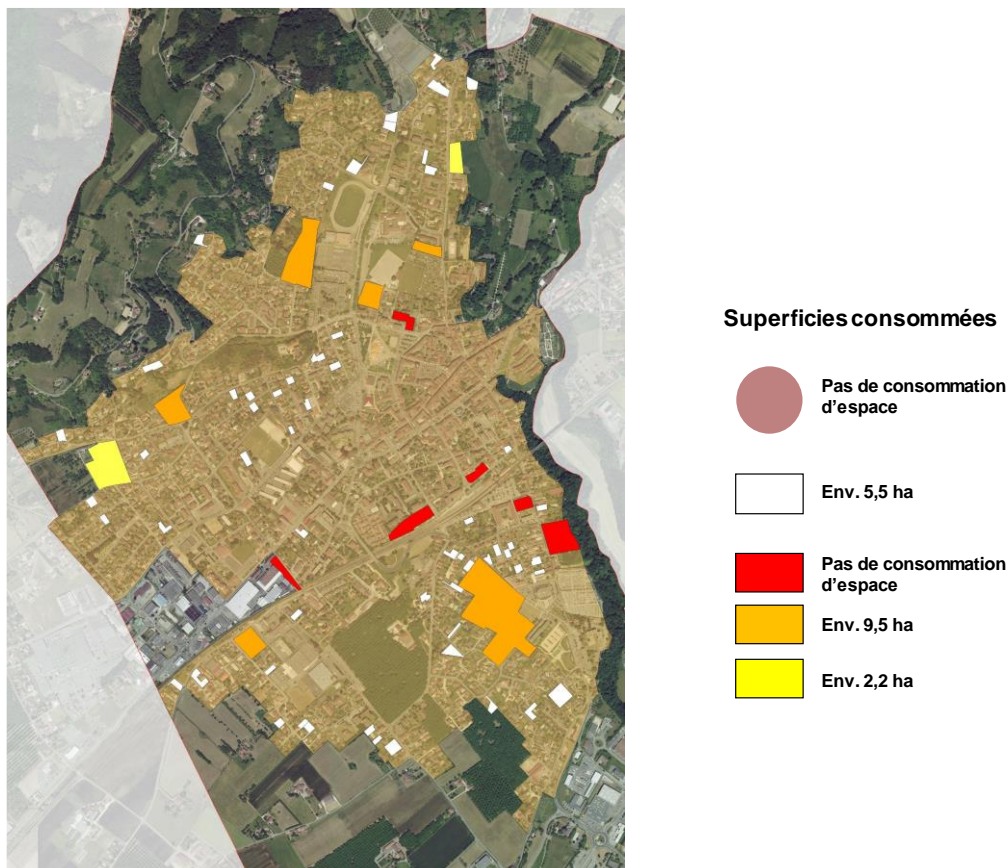 Superficies consommées
Pas de consommation
d'espace
Env. 5,5 ha
Pas de consommation
d'espace
Env. 9,5 ha
Env. 2,2 ha